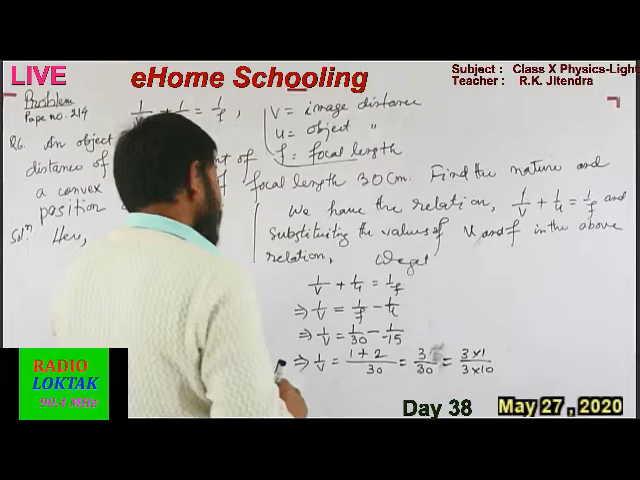 LIVE
eHome Schooling
Subject : Class X Physics-Light
Teacher : R.K. Jitendra
Problem
Page no. 214
1/v + 1/u = 1/f ,
v = image distance
u = object "
f = focal length
Q6. An object
distance of
of focal length 30 cm. Find the nature and
a convex
position
Soln Here,
We have the relation, 1/v + 1/u = 1/f and
substituting the values of u and f in the above
relation, We get
1/v + 1/u = 1/f
⇒ 1/v = 1/f - 1/u
⇒ 1/v = 1/30 - 1/-15
⇒ 1/v = 1+2/30 = 3/30 = 3×1/3×10
RADIO
LOKTAK
Day 38
May 27 , 2020